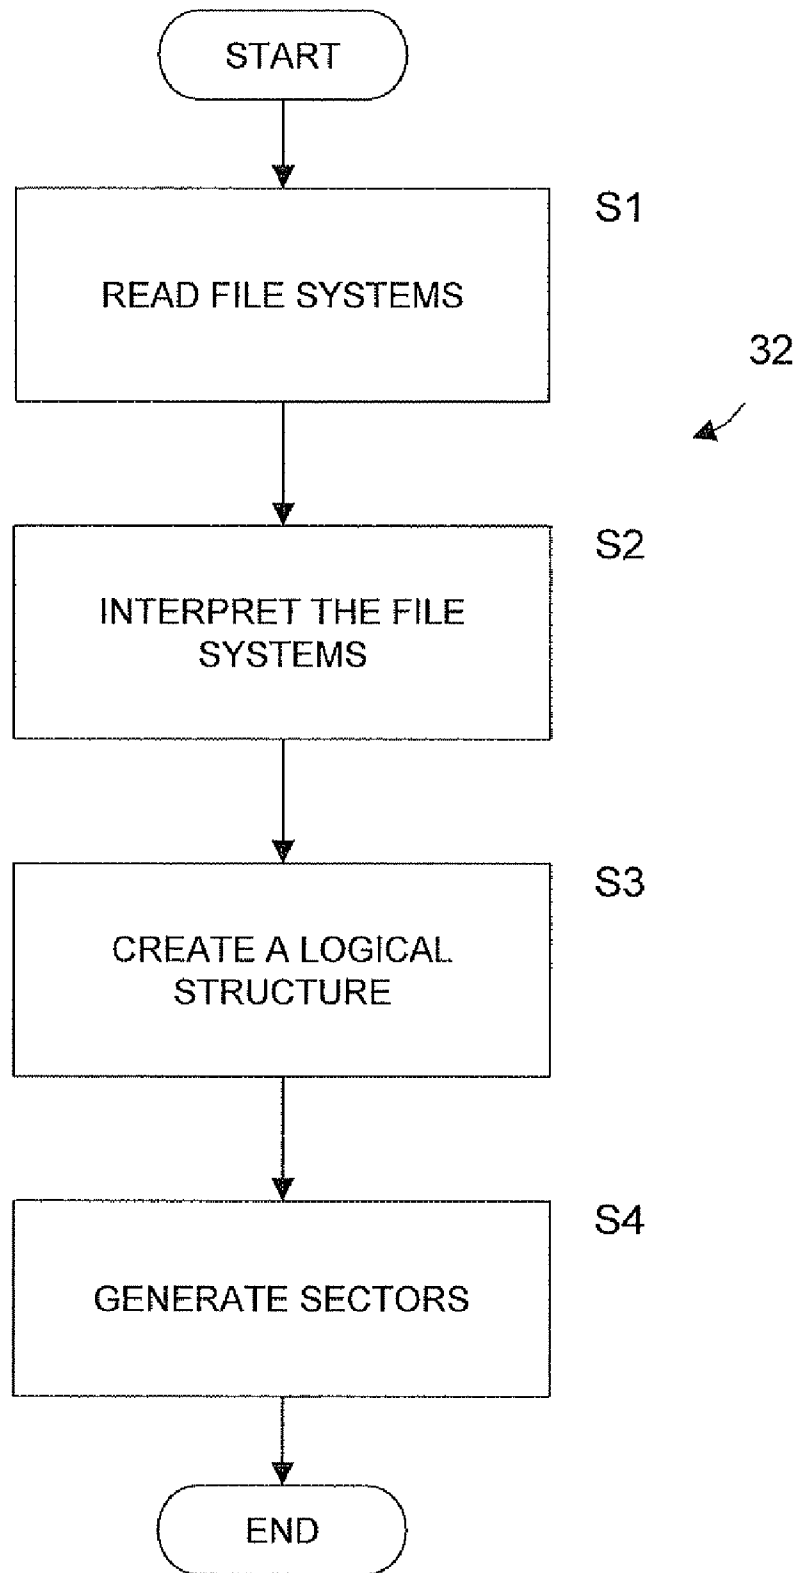 START
S1
READ FILE SYSTEMS
32
S2
INTERPRET THE FILE
SYSTEMS
S3
CREATE A LOGICAL
STRUCTURE
S4
GENERATE SECTORS
END